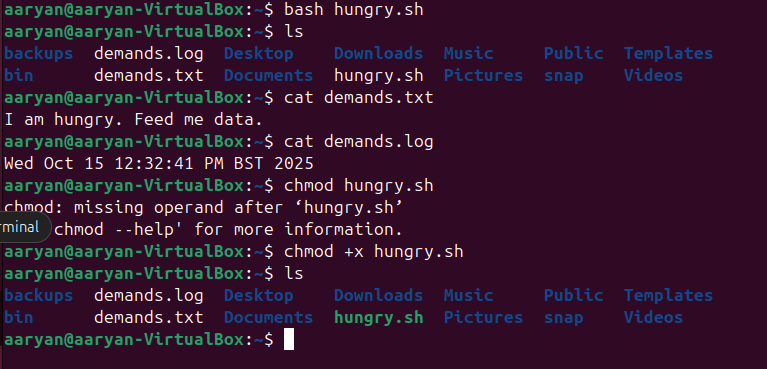 aaryan@aaryan-VirtualBox:~$ bash hungry.sh
aaryan@aaryan-VirtualBox:~$ ls
backups demands.log Desktop Downloads Music Public Templates
bin demands.txt Documents hungry.sh Pictures snap Videos
aaryan@aaryan-VirtualBox:~$ cat demands.txt
I am hungry. Feed me data.
aaryan@aaryan-VirtualBox:~$ cat demands.log
Wed Oct 15 12:32:41 PM BST 2025
aaryan@aaryan-VirtualBox:~$ chmod hungry.sh
chmod: missing operand after ‘hungry.sh’
rminal chmod --help' for more information.
aaryan@aaryan-VirtualBox:~$ chmod +x hungry.sh
aaryan@aaryan-VirtualBox:~$ ls
backups demands.log Desktop Downloads Music Public Templates
bin demands.txt Documents hungry.sh Pictures snap Videos
aaryan@aaryan-VirtualBox:~$